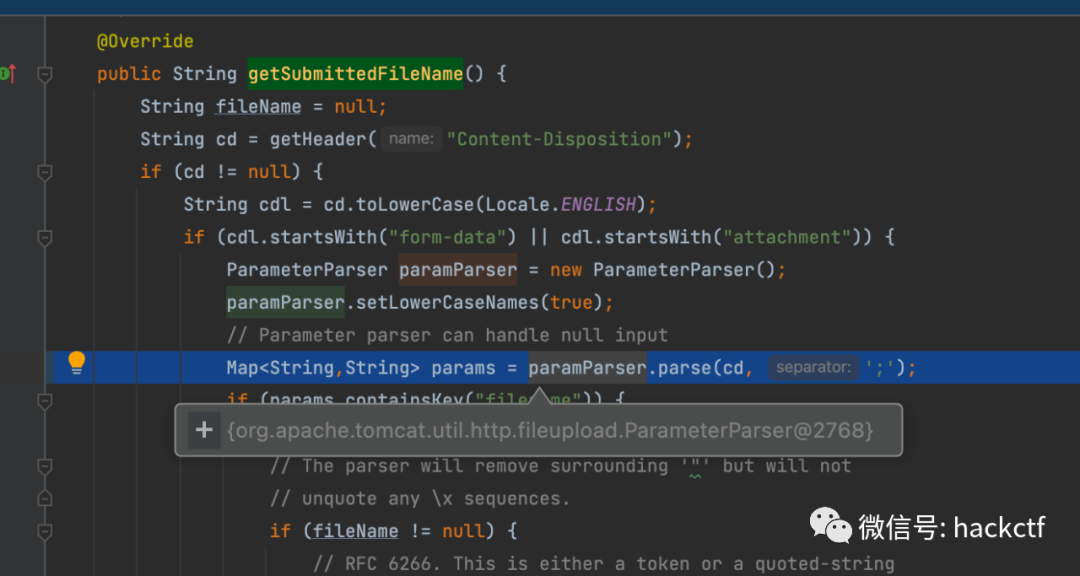 @Override
public String getSubmittedFileName() {
String fileName = null;
String cd = getHeader( name: "Content-Disposition");
if (cd != null) {
String cdl = cd.toLowerCase(Locale.ENGLISH);
if (cdl.startsWith("form-data") || cdl.startsWith("attachment")) {
ParameterParser paramParser = new ParameterParser();
paramParser.setLowerCaseNames(true);
// Parameter parser can handle null input
Map<String,String> params = paramParser.parse(cd, separator: ';');
if (params.containsKey("filename")) {
+ {org.apache.tomcat.util.http.fileupload.ParameterParser@2768}
// The parser will remove surrounding '"' but will not
// unquote any \x sequences.
if (fileName != null) {
// RFC 6266. This is either a token or a quoted-string
微信号: hackctf